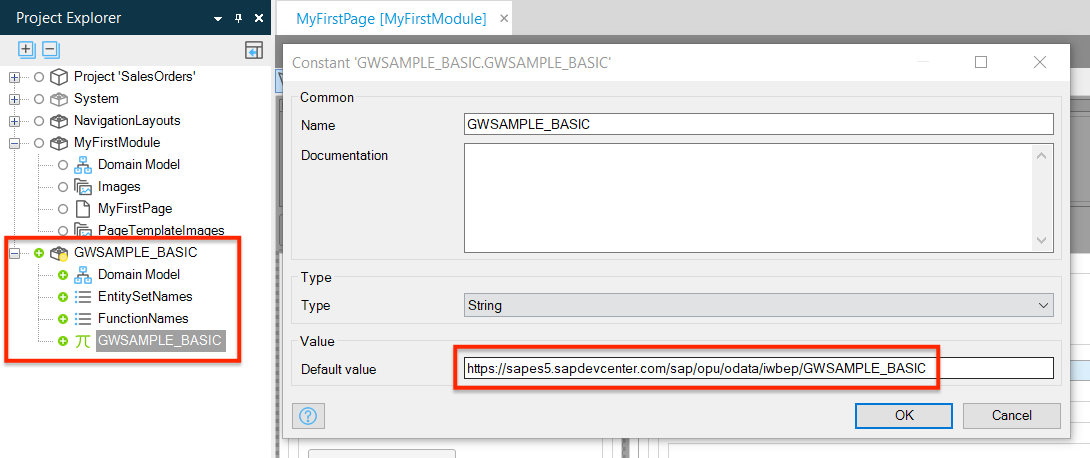 Project Explorer
Project 'SalesOrders'
System
NavigationLayouts
MyFirstModule
Domain Model
Images
MyFirstPage
PageTemplateImages
GWSAMPLE_BASIC
Domain Model
EntitySetNames
FunctionNames
GWSAMPLE_BASIC
MyFirstPage [MyFirstModule]
Constant 'GWSAMPLE_BASIC.GWSAMPLE_BASIC'
Common
Name GWSAMPLE_BASIC
Documentation
Type
Type String
Value
Default value https://sapes5.sapdevcenter.com/sap/opu/odata/iwbep/GWSAMPLE_BASIC
OK Cancel